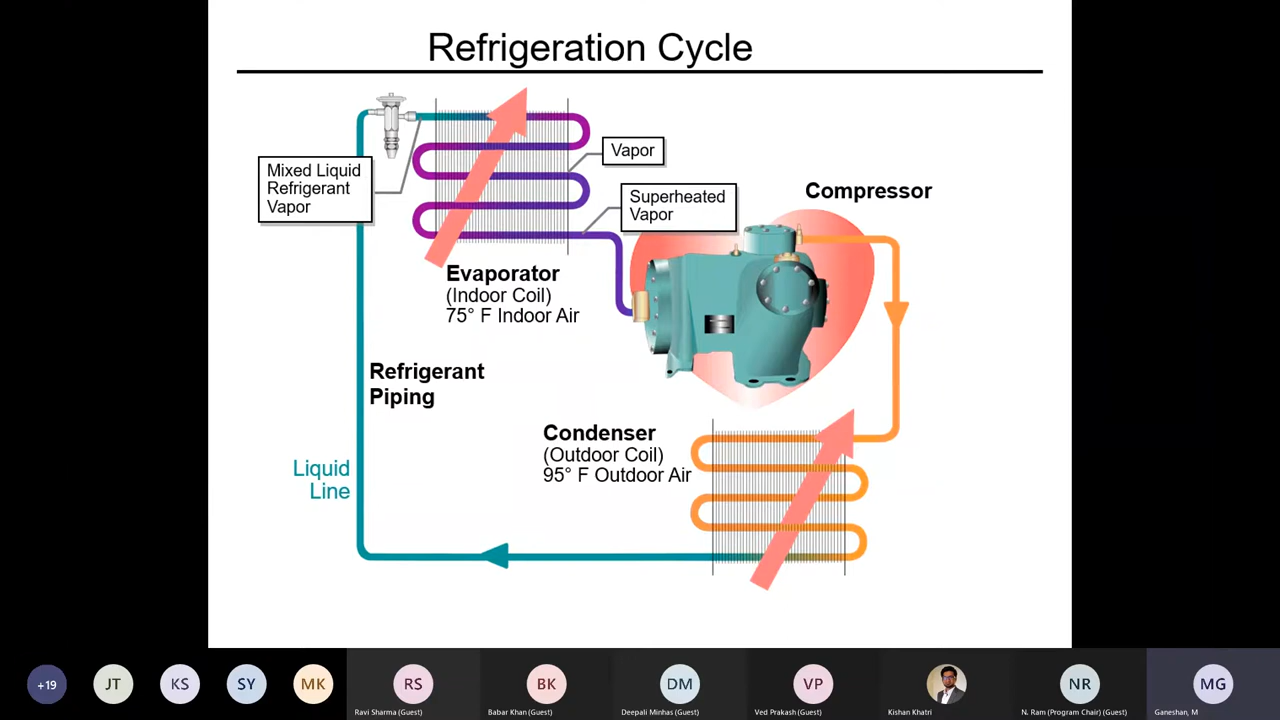 Refrigeration Cycle
Mixed Liquid
Refrigerant
Vapor
Vapor
Superheated
Vapor
Compressor
Evaporator
(Indoor Coil)
75° F Indoor Air
Refrigerant
Piping
Condenser
(Outdoor Coil)
95° F Outdoor Air
Liquid
Line
+19
JT
KS
SY
MK
RS
BK
DM
VP
NR
MG
Ravi Sharma (Guest)
Babar Khan (Guest)
Deepali Minhas (Guest)
Ved Prakash (Guest)
Kishan Khatri
N. Ram (Program Chair) (Guest)
Ganeshan, M